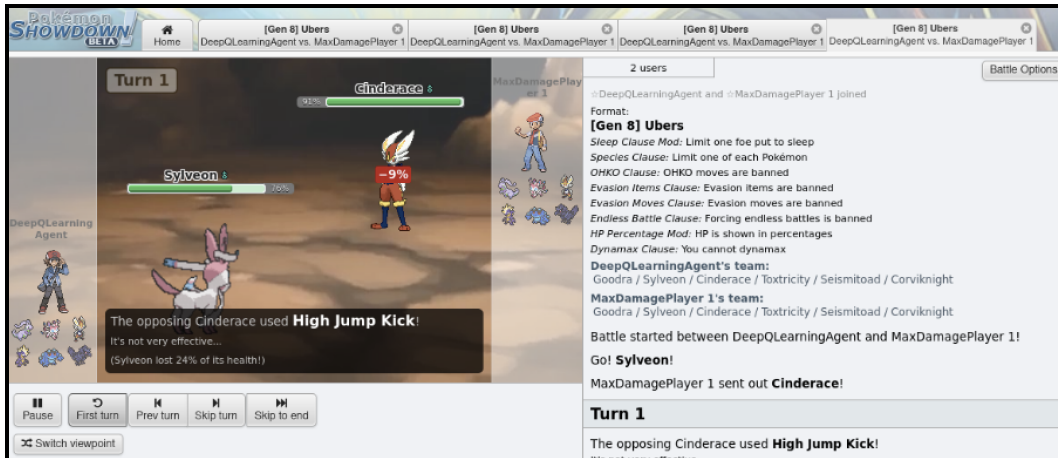 Pokémon
SHOWDOWN!
BETA
Home
[Gen 8] Ubers
DeepQLearningAgent vs. MaxDamagePlayer 1
[Gen 8] Ubers
DeepQLearningAgent vs. MaxDamagePlayer 1
[Gen 8] Ubers
DeepQLearningAgent vs. MaxDamagePlayer 1
[Gen 8] Ubers
DeepQLearningAgent vs. MaxDamagePlayer 1
Turn 1
Cinderace
91%
-9%
Sylveon
76%
DeepQLearning
Agent
MaxDamagePlay
er 1
The opposing Cinderace used High Jump Kick!
It's not very effective...
(Sylveon lost 24% of its health!)
Pause
First turn
Prev turn
Skip turn
Skip to end
Switch viewpoint
2 users
Battle Options
☆DeepQLearningAgent and ☆MaxDamagePlayer 1 joined
Format:
[Gen 8] Ubers
Sleep Clause Mod: Limit one foe put to sleep
Species Clause: Limit one of each Pokémon
OHKO Clause: OHKO moves are banned
Evasion Items Clause: Evasion items are banned
Evasion Moves Clause: Evasion moves are banned
Endless Battle Clause: Forcing endless battles is banned
HP Percentage Mod: HP is shown in percentages
Dynamax Clause: You cannot dynamax
DeepQLearningAgent's team:
Goodra / Sylveon / Cinderace / Toxtricity / Seismitoad / Corviknight
MaxDamagePlayer 1's team:
Goodra / Sylveon / Cinderace / Toxtricity / Seismitoad / Corviknight
Battle started between DeepQLearningAgent and MaxDamagePlayer 1!
Go! Sylveon!
MaxDamagePlayer 1 sent out Cinderace!
Turn 1
The opposing Cinderace used High Jump Kick!